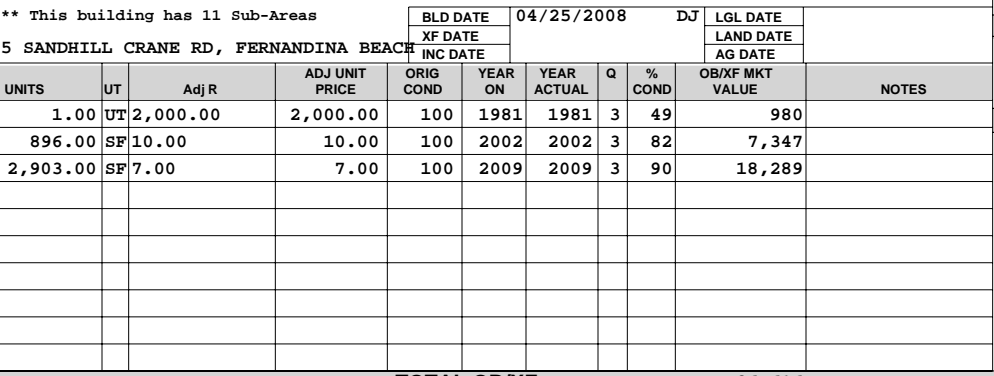 ** This building has 11 Sub-Areas BLD DATE 04/25/2008 DJ LGL DATE
XF DATE LAND DATE
5 SANDHILL CRANE RD, FERNANDINA BEACH INC DATE AG DATE
UNITS UT Adj R ADJ UNIT PRICE ORIG COND YEAR ON YEAR ACTUAL Q % COND OB/XF MKT VALUE NOTES
1.00 UT 2,000.00 2,000.00 100 1981 1981 3 49 980
896.00 SF 10.00 10.00 100 2002 2002 3 82 7,347
2,903.00 SF 7.00 7.00 100 2009 2009 3 90 18,289
TOTAL OB/XF